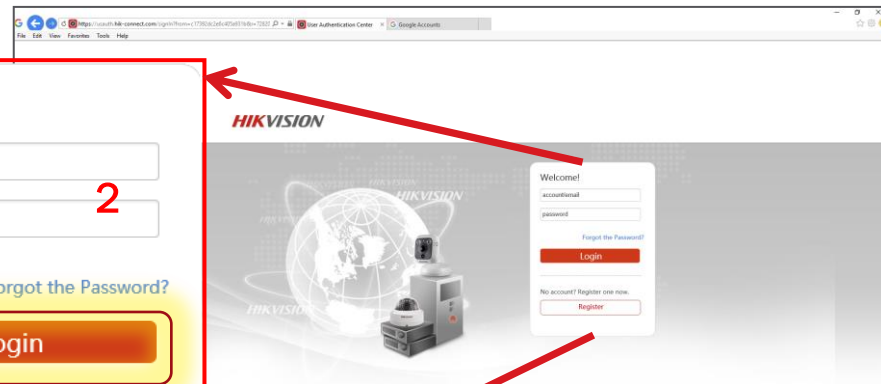 User Authentication Center
Google Accounts
File Edit View Favorites Tools Help
HIKVISION
Welcome!
account/email
password
Forgot the Password?
Login
No account? Register one now.
Register
HIKVISION
HIKVISION
2
orgot the Password?
ogin